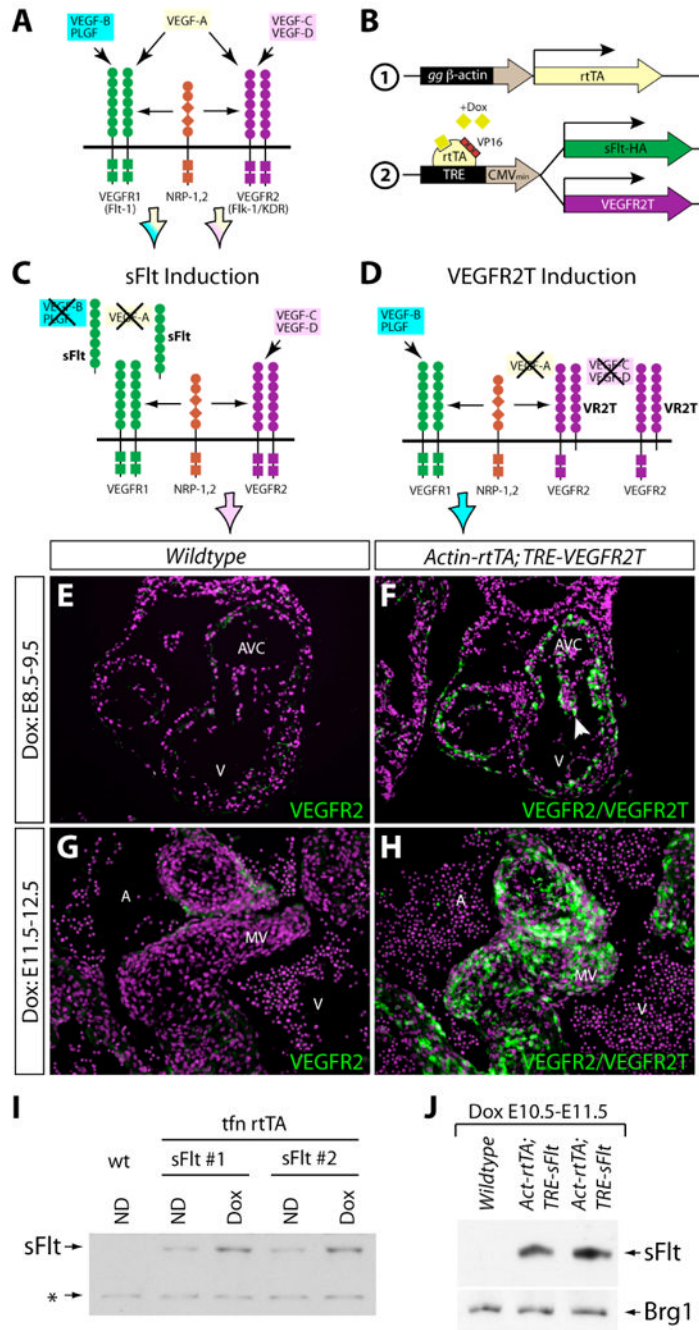 A
VEGF-B
PLGF
VEGF-A
VEGF-C
VEGF-D
VEGFR1
(Flt-1)
NRP-1,2
VEGFR2
(Flk-1/KDR)
B
1
gg β-actin
rtTA
+Dox
VP16
rtTA
2
TRE
CMVmin
sFlt-HA
VEGFR2T
C
sFlt Induction
VEGF-B
PLGF
VEGF-A
sFlt
sFlt
VEGF-C
VEGF-D
VEGFR1
NRP-1,2
VEGFR2
D
VEGFR2T Induction
VEGF-B
PLGF
VEGF-A
VEGF-C
VEGF-D
VR2T
VR2T
VEGFR1
NRP-1,2
VEGFR2
VEGFR2
Wildtype
Actin-rtTA; TRE-VEGFR2T
Dox: E8.5-9.5
E
AVC
V
VEGFR2
F
AVC
V
VEGFR2/VEGFR2T
Dox: E11.5-12.5
G
A
MV
V
VEGFR2
H
A
MV
V
VEGFR2/VEGFR2T
I
tfn rtTA
wt
sFlt #1
sFlt #2
ND
ND
Dox
ND
Dox
sFlt
*
J
Dox E10.5-E11.5
Wildtype
Act-rtTA;
TRE-sFlt
Act-rtTA;
TRE-sFlt
sFlt
Brg1